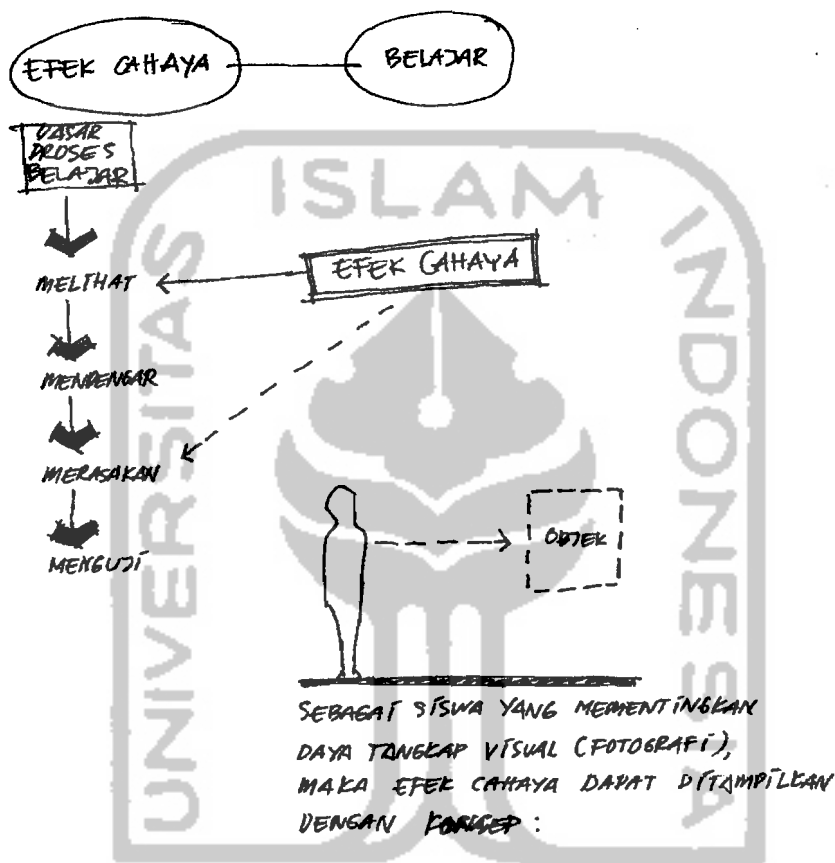 EFEK CAHAYA
BELAJAR
DASAR
PROSES
BELAJAR
ISLAM
UNIVERSITAS
INDONESIA
EFEK CAHAYA
MELIHAT
MENDENGAR
MERASAKAN
OBJEK
MENGUJI
SEBAGAI SISWA YANG MEMENTINGKAN
DAYA TANGKAP VISUAL (FOTOGRAFI),
MAKA EFEK CAHAYA DAPAT DITAMPILKAN
DENGAN KONSEP :